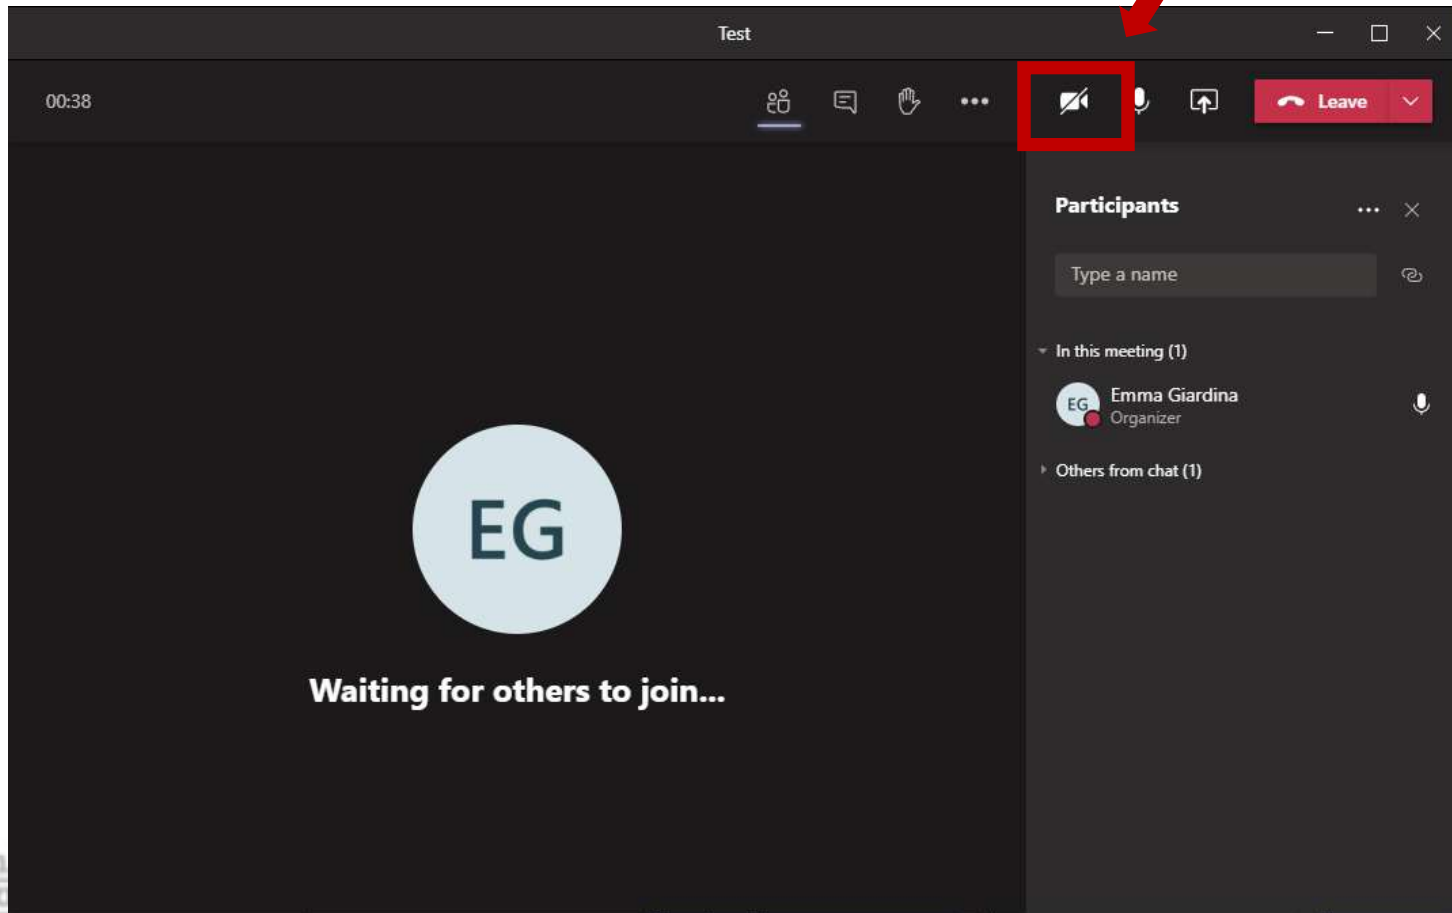 Test
00:38
Leave
Participants
Type a name
In this meeting (1)
EG
Emma Giardina
Organizer
Others from chat (1)
EG
Waiting for others to join...